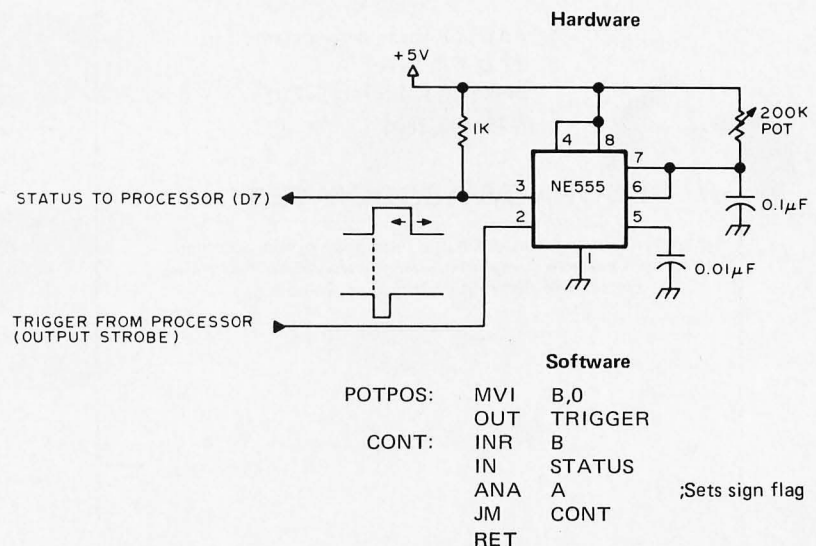 Hardware
+5V
1K
200K
POT
4
8
7
NE555
3
6
STATUS TO PROCESSOR (D7)
0.1µF
2
5
1
0.01µF
TRIGGER FROM PROCESSOR
(OUTPUT STROBE)
Software
POTPOS: MVI B,0
OUT TRIGGER
CONT: INR B
IN STATUS
ANA A ;Sets sign flag
JM CONT
RET